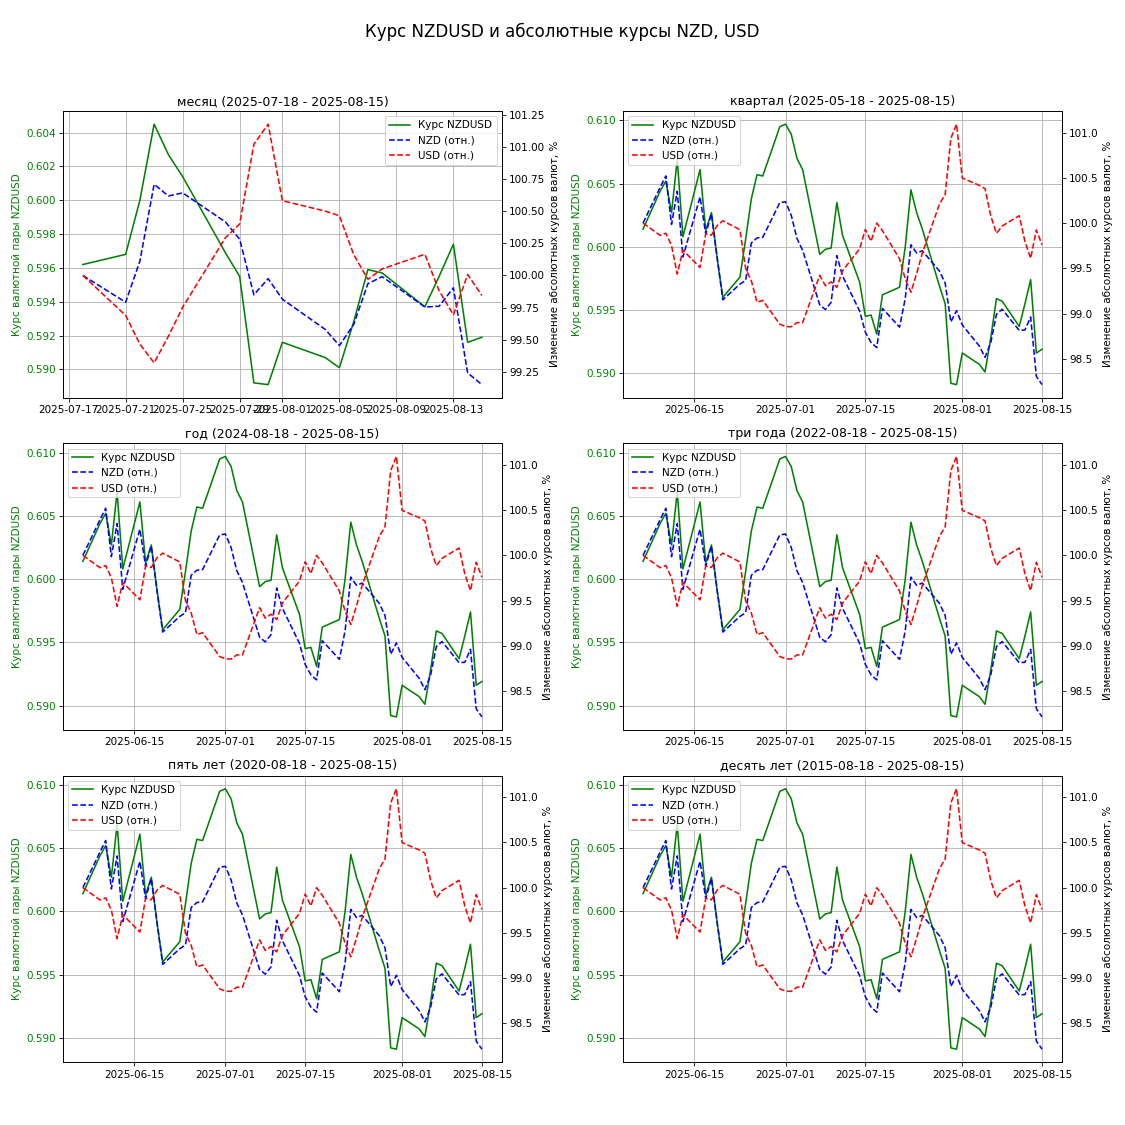 Курс NZDUSD и абсолютные курсы NZD, USD
месяц (2025-07-18 - 2025-08-15)
Курс валютной пары NZDUSD
0.604
0.602
0.600
0.598
0.596
0.594
0.592
0.590
Курс NZDUSD
NZD (отн.)
USD (отн.)
101.25
101.00
100.75
100.50
100.25
100.00
99.75
99.50
99.25
Изменение абсолютных курсов валют, %
2025-07-17 2025-07-21 2025-07-25 2025-07-29 2025-08-01 2025-08-05 2025-08-09 2025-08-13
квартал (2025-05-18 - 2025-08-15)
Курс валютной пары NZDUSD
0.610
0.605
0.600
0.595
0.590
Курс NZDUSD
NZD (отн.)
USD (отн.)
101.0
100.5
100.0
99.5
99.0
98.5
Изменение абсолютных курсов валют, %
2025-06-15 2025-07-01 2025-07-15 2025-08-01 2025-08-15
год (2024-08-18 - 2025-08-15)
Курс валютной пары NZDUSD
0.610
0.605
0.600
0.595
0.590
Курс NZDUSD
NZD (отн.)
USD (отн.)
101.0
100.5
100.0
99.5
99.0
98.5
Изменение абсолютных курсов валют, %
2025-06-15 2025-07-01 2025-07-15 2025-08-01 2025-08-15
три года (2022-08-18 - 2025-08-15)
Курс валютной пары NZDUSD
0.610
0.605
0.600
0.595
0.590
Курс NZDUSD
NZD (отн.)
USD (отн.)
101.0
100.5
100.0
99.5
99.0
98.5
Изменение абсолютных курсов валют, %
2025-06-15 2025-07-01 2025-07-15 2025-08-01 2025-08-15
пять лет (2020-08-18 - 2025-08-15)
Курс валютной пары NZDUSD
0.610
0.605
0.600
0.595
0.590
Курс NZDUSD
NZD (отн.)
USD (отн.)
101.0
100.5
100.0
99.5
99.0
98.5
Изменение абсолютных курсов валют, %
2025-06-15 2025-07-01 2025-07-15 2025-08-01 2025-08-15
десять лет (2015-08-18 - 2025-08-15)
Курс валютной пары NZDUSD
0.610
0.605
0.600
0.595
0.590
Курс NZDUSD
NZD (отн.)
USD (отн.)
101.0
100.5
100.0
99.5
99.0
98.5
Изменение абсолютных курсов валют, %
2025-06-15 2025-07-01 2025-07-15 2025-08-01 2025-08-15